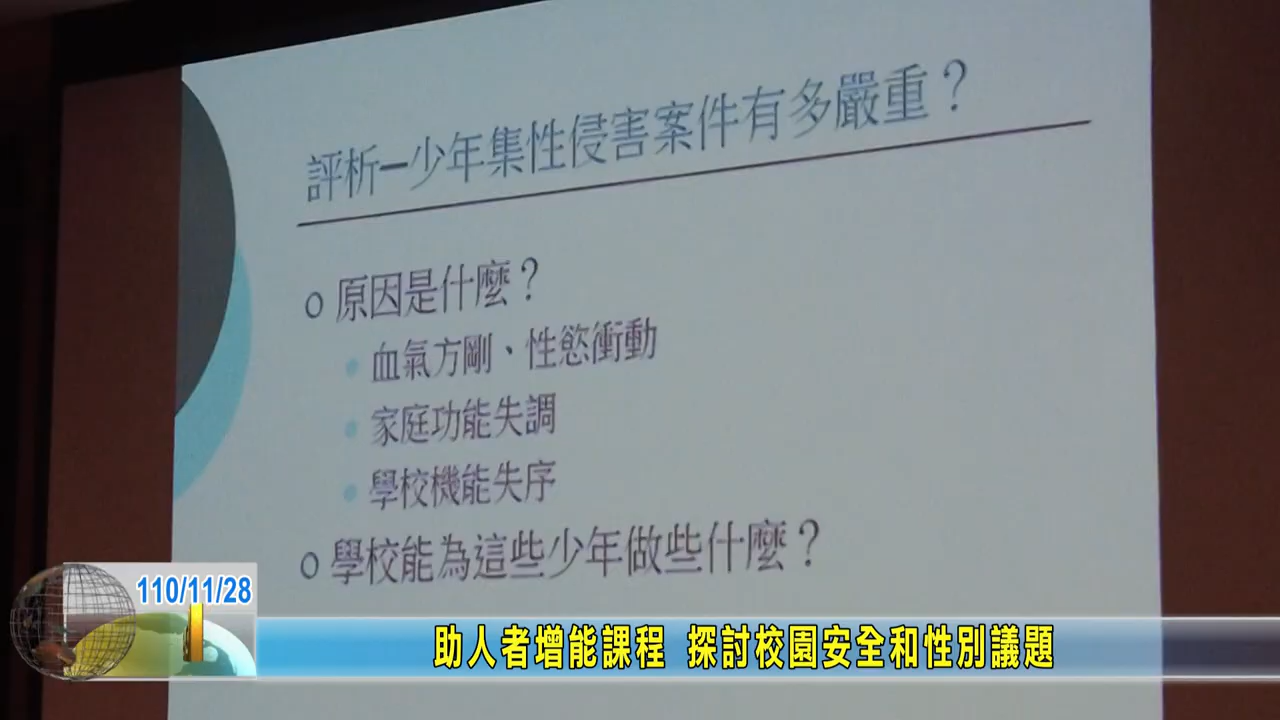 評析—少年集性侵害案件有多嚴重？
原因是什麼？
血氣方剛、性慾衝動
家庭功能失調
學校機能失序
學校能為這些少年做些什麼？
110/11/28
助人者增能課程 探討校園安全和性別議題